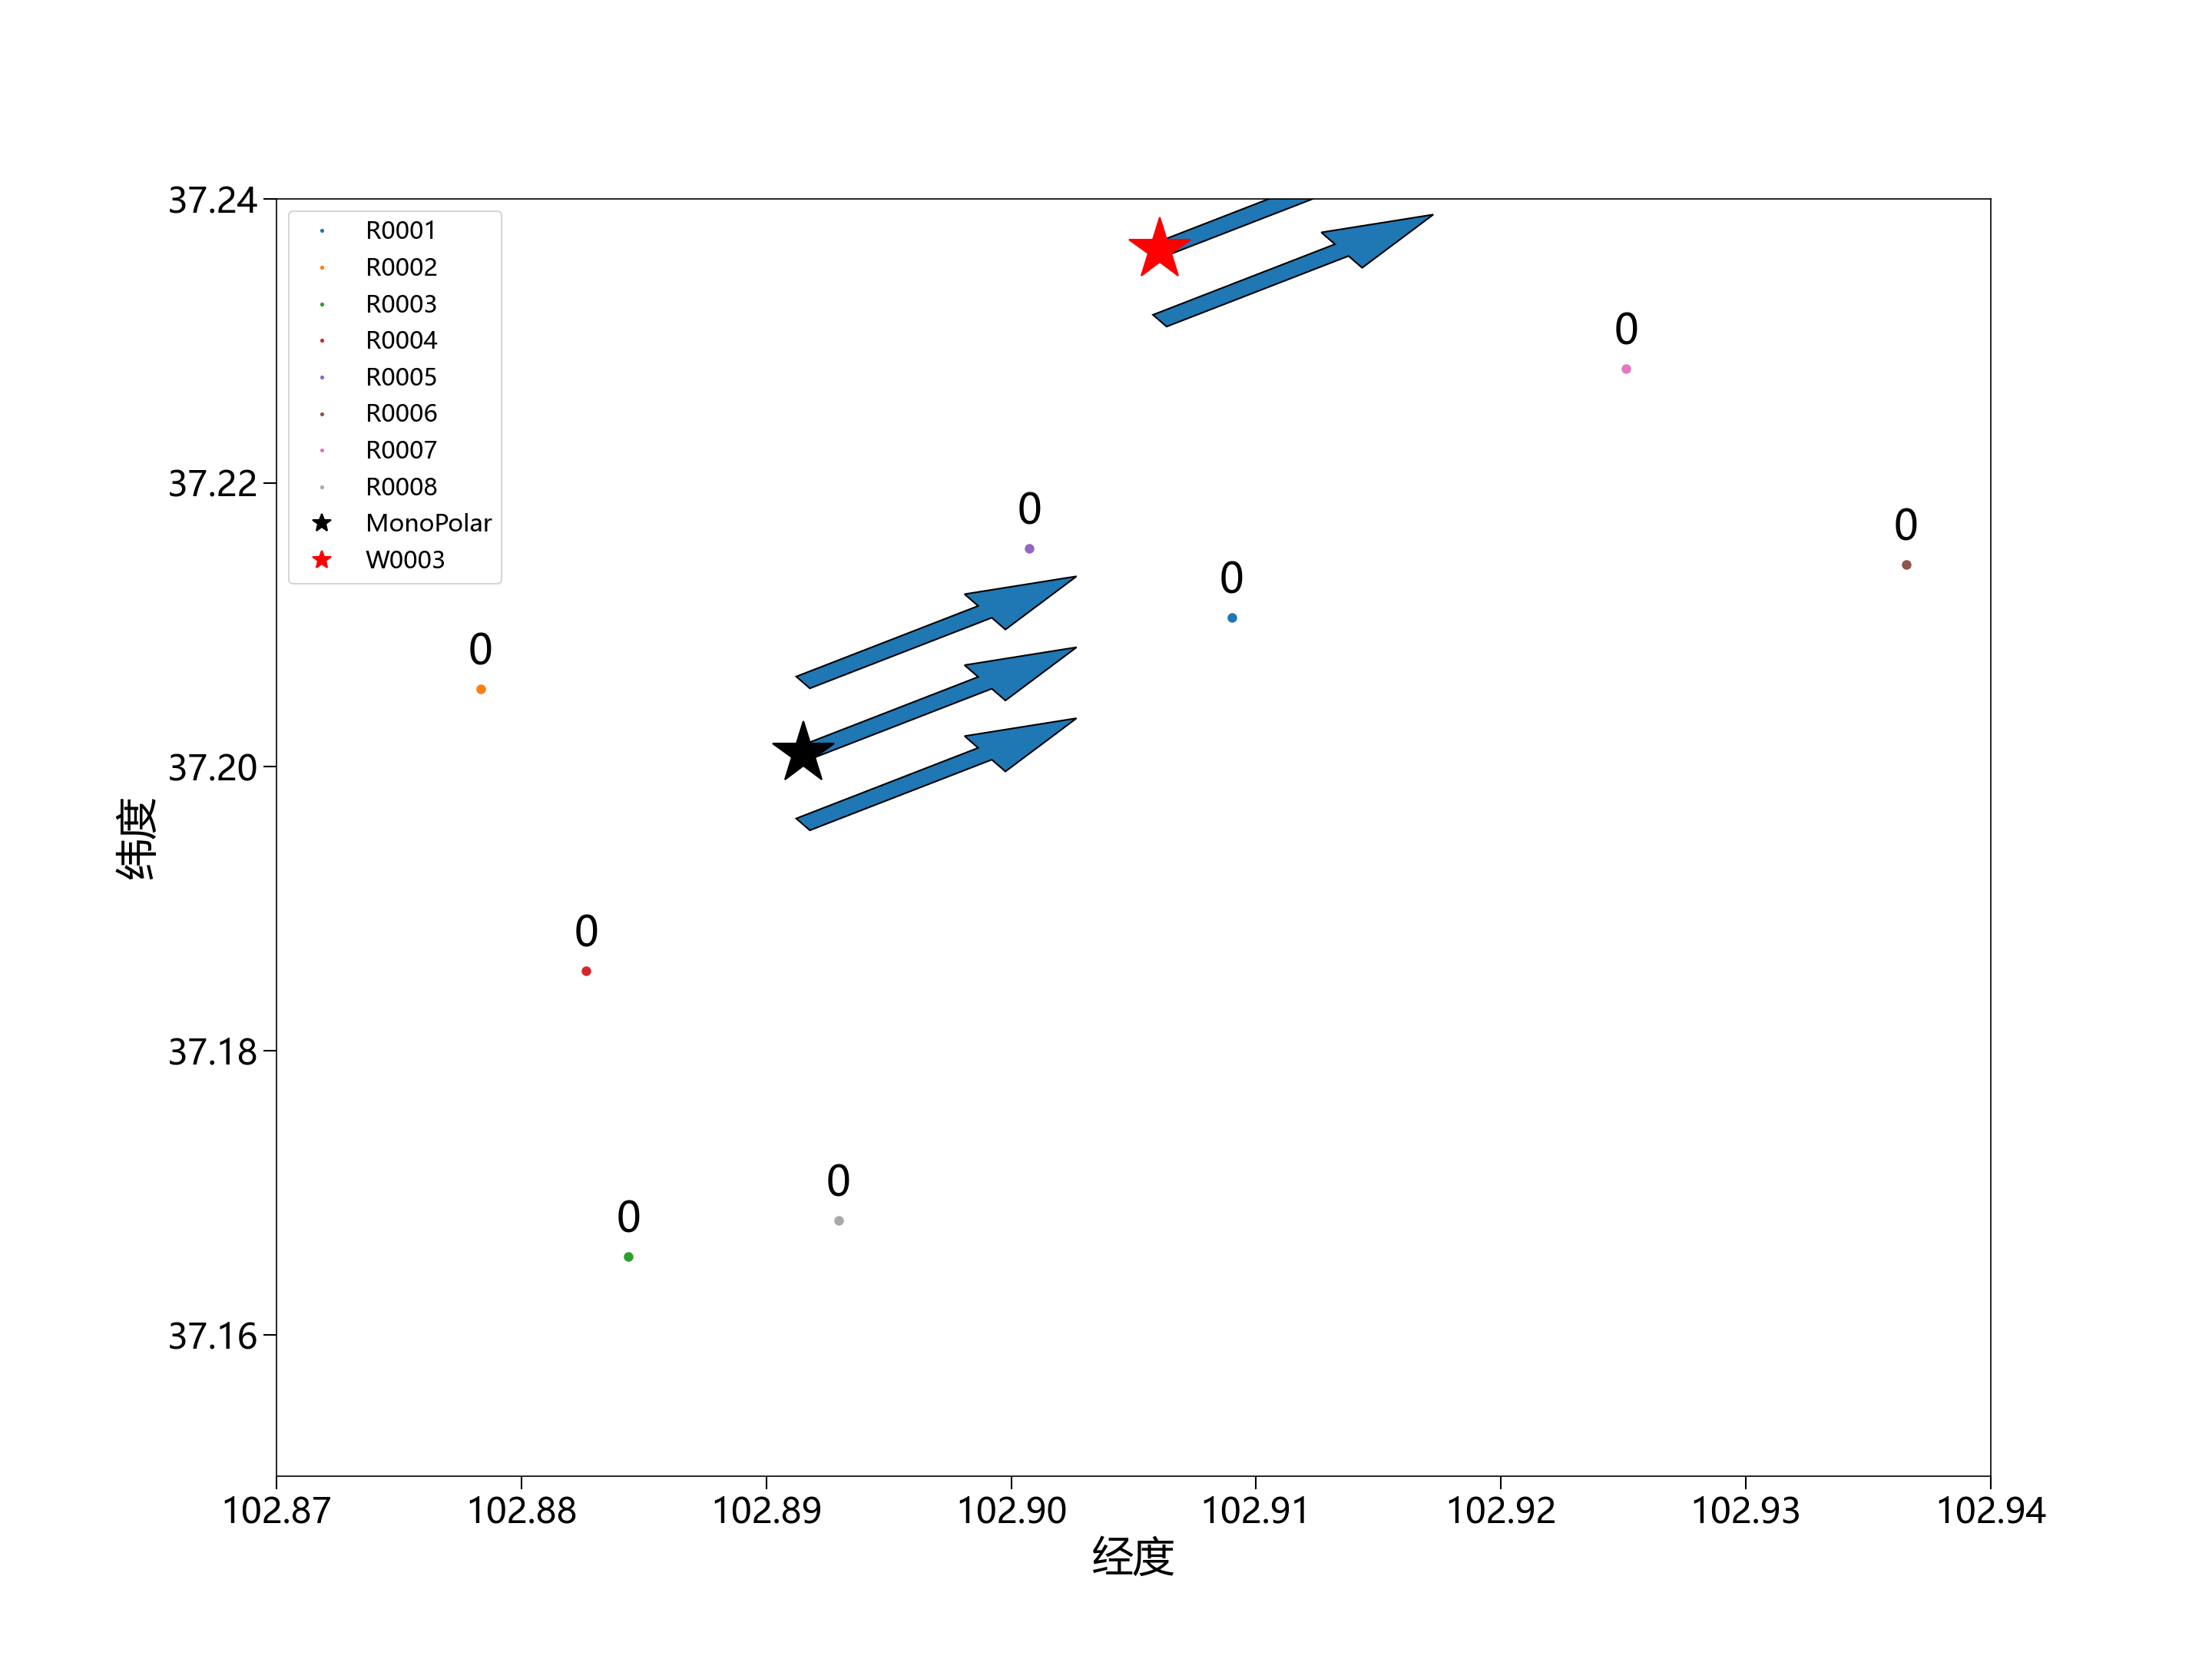 37.24
37.22
37.20
37.18
37.16
纬度
R0001
R0002
R0003
R0004
R0005
R0006
R0007
R0008
MonoPolar
W0003
0
0
0
0
0
0
0
0
102.87 102.88 102.89 102.90 102.91 102.92 102.93 102.94
经度